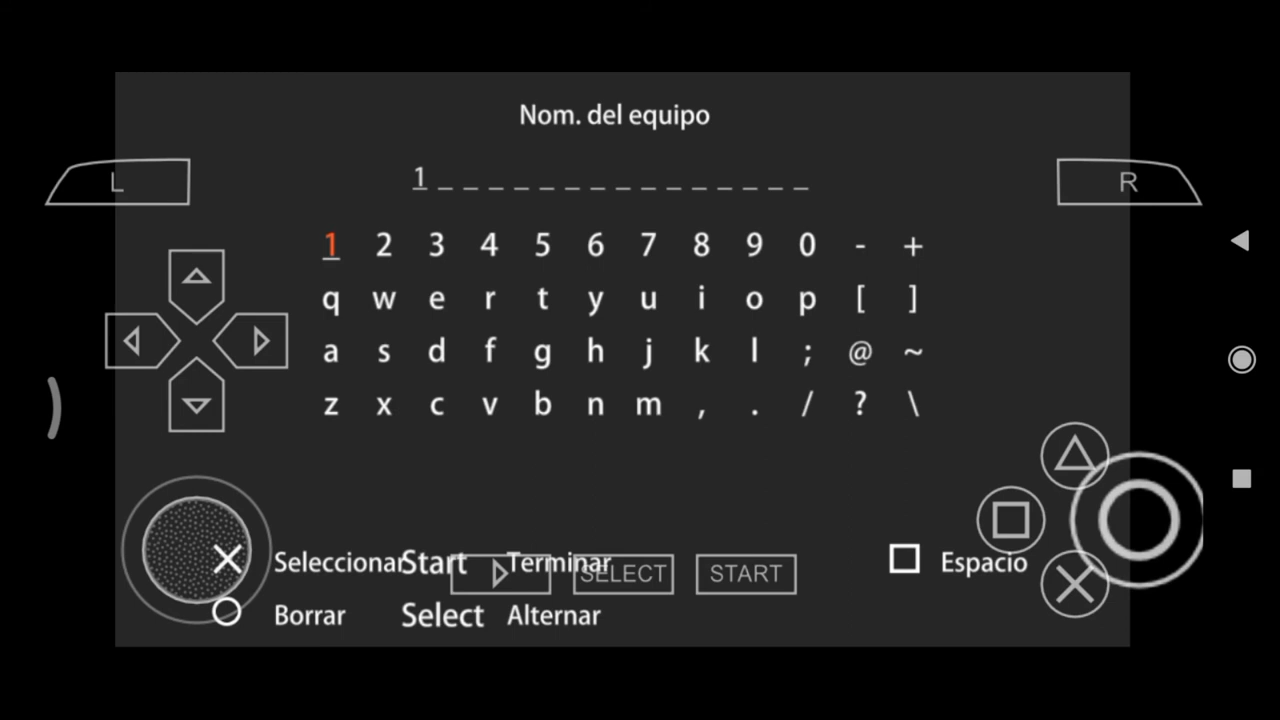 Nom. del equipo
1
L
R
1 2 3 4 5 6 7 8 9 0 - +
q w e r t y u i o p [ ]
a s d f g h j k l ; @ ~
z x c v b n m , . / ? \
Seleccionar Start Terminar Espacio
SELECT START
Borrar Select Alternar